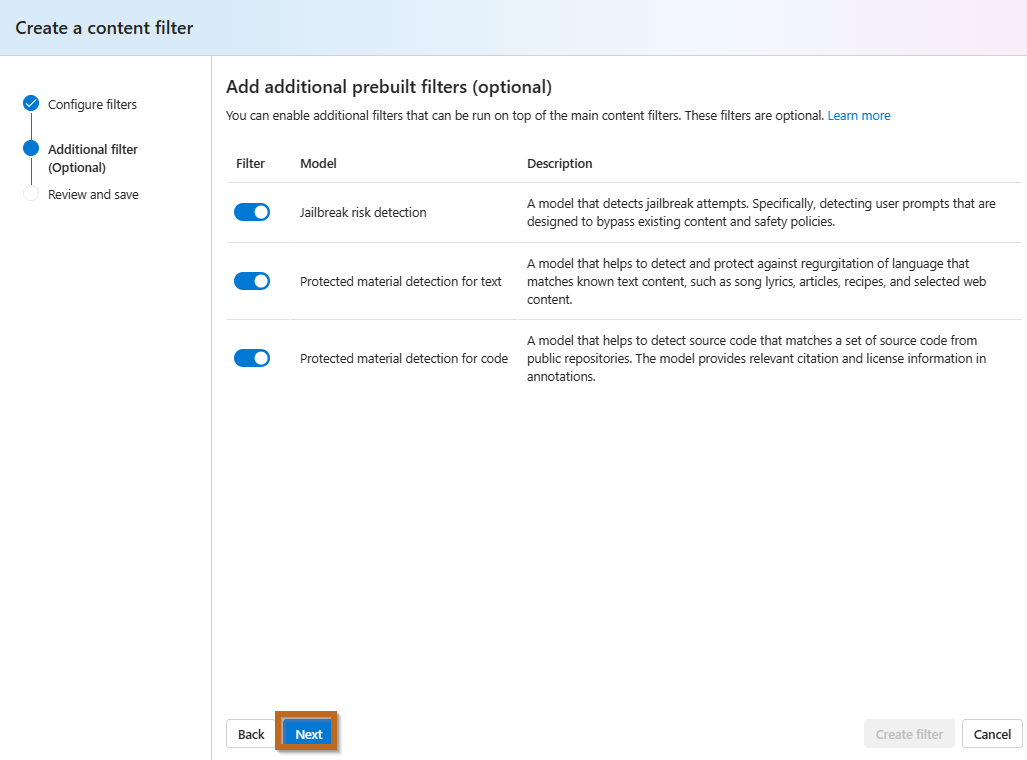 Create a content filter
Configure filters
Additional filter
(Optional)
Review and save
Add additional prebuilt filters (optional)
You can enable additional filters that can be run on top of the main content filters. These filters are optional. Learn more
Filter Model Description
Jailbreak risk detection
A model that detects jailbreak attempts. Specifically, detecting user prompts that are
designed to bypass existing content and safety policies.
Protected material detection for text
A model that helps to detect and protect against regurgitation of language that
matches known text content, such as song lyrics, articles, recipes, and selected web
content.
Protected material detection for code
A model that helps to detect source code that matches a set of source code from
public repositories. The model provides relevant citation and license information in
annotations.
Back Next Create filter Cancel